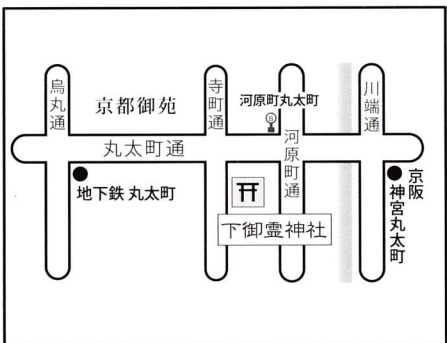 烏丸通
京都御苑
寺町通
河原町丸太町
川端通
丸太町通
河原町通
地下鉄 丸太町
下御霊神社
京阪
神宮丸太町